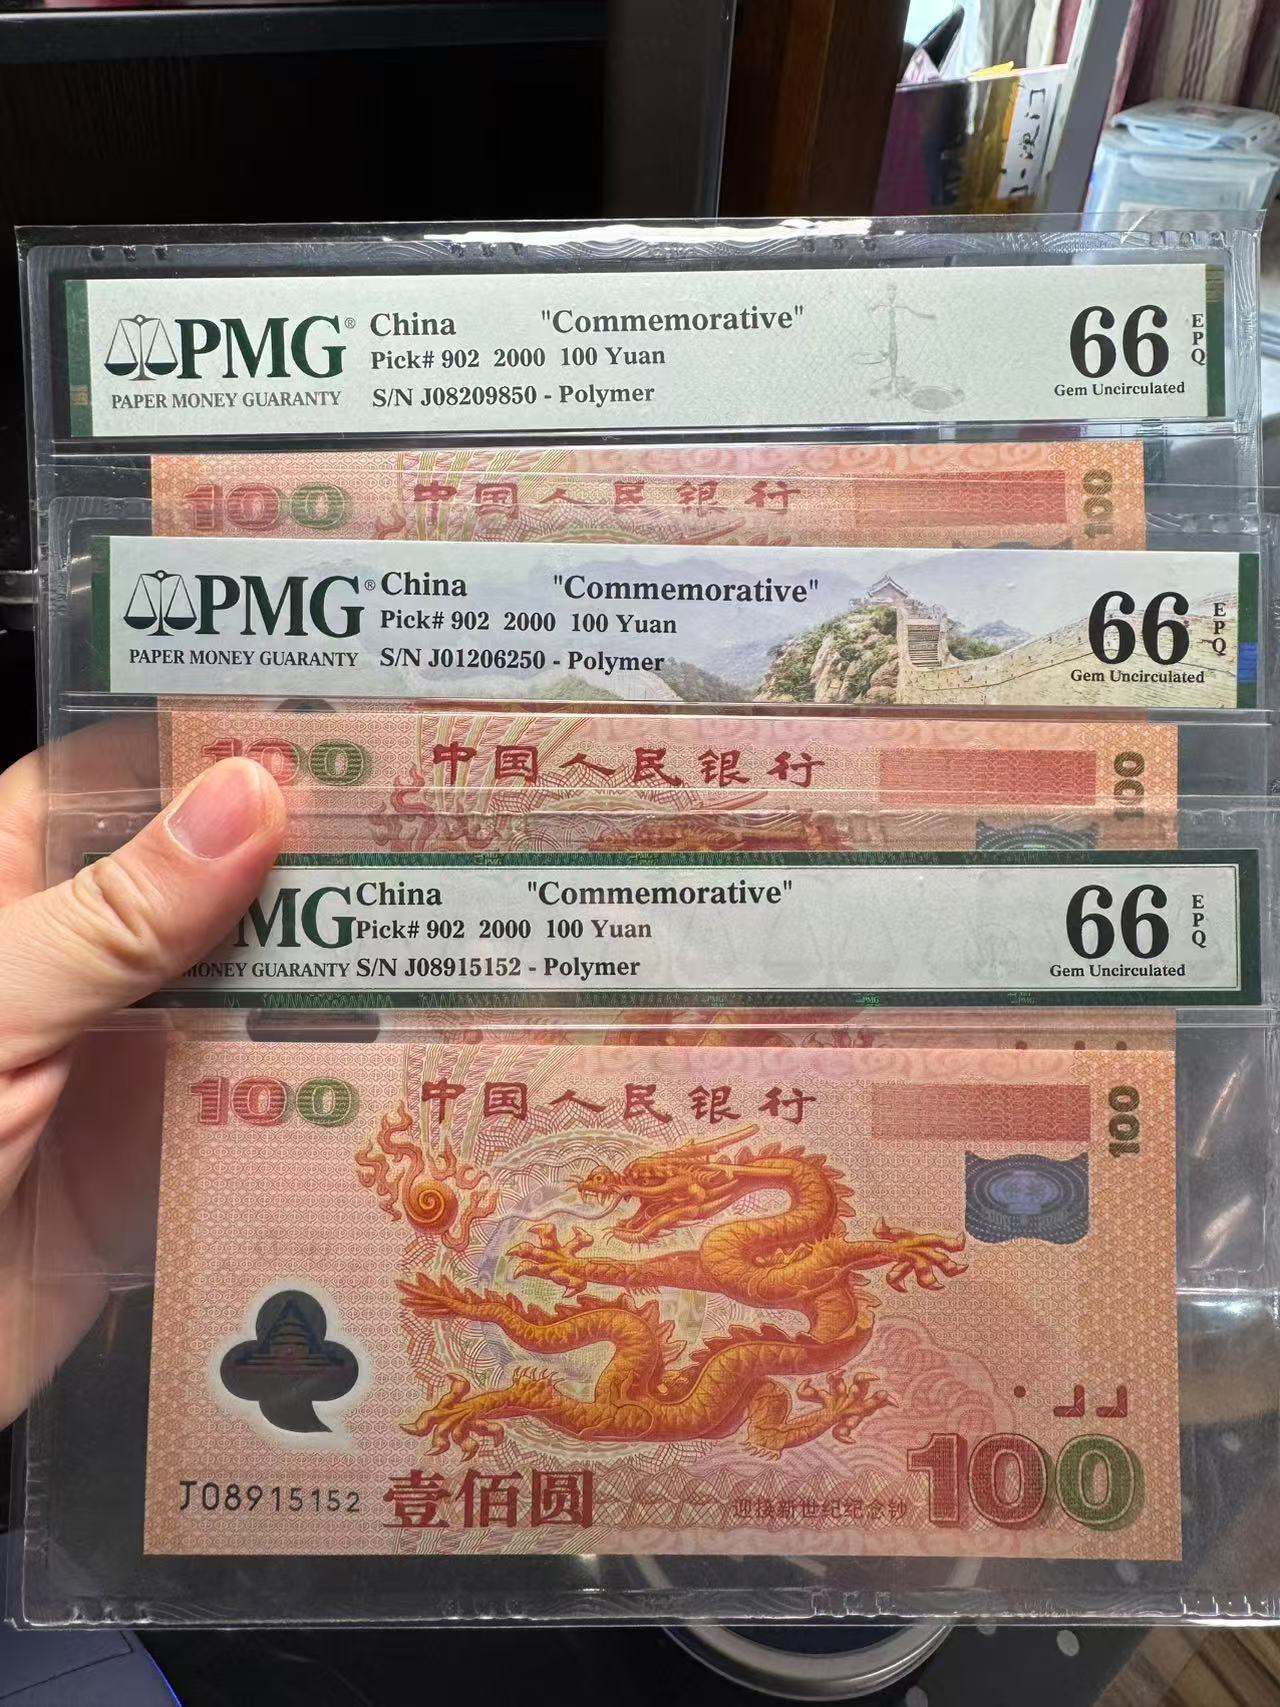 PMG® China "Commemorative" 66 EPQ
Pick# 902 2000 100 Yuan
PAPER MONEY GUARANTY S/N J08209850 - Polymer Gem Uncirculated
100 中国人民银行 100
PMG® China "Commemorative" 66 EPQ
Pick# 902 2000 100 Yuan
PAPER MONEY GUARANTY S/N J01206250 - Polymer Gem Uncirculated
100 中国人民银行 100
MG China "Commemorative" 66 EPQ
Pick# 902 2000 100 Yuan
MONEY GUARANTY S/N J08915152 - Polymer Gem Uncirculated
100 中国人民银行 100
J08915152 壹佰圆 迎接新世纪纪念钞 100